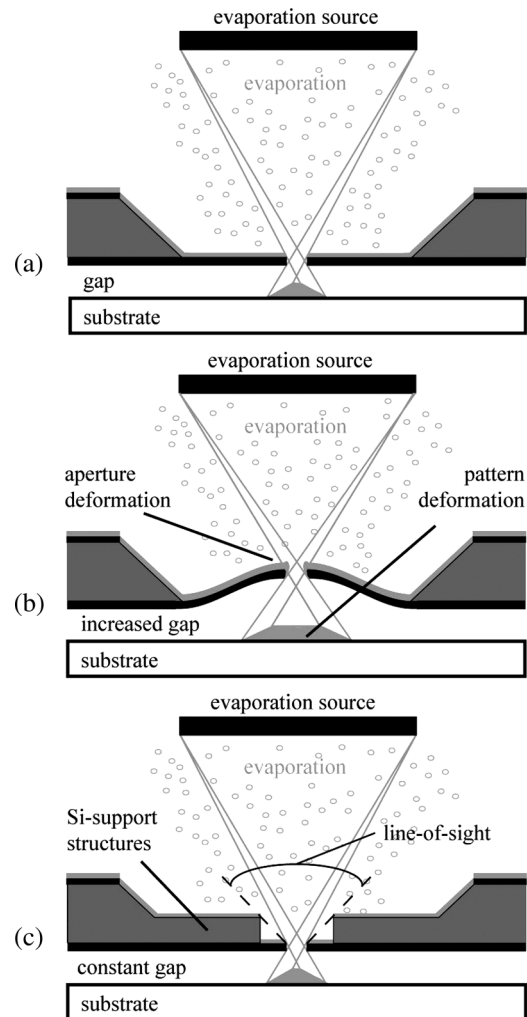 evaporation source
evaporation
(a)
gap
substrate
evaporation source
evaporation
aperture
deformation
pattern
deformation
(b)
increased gap
substrate
evaporation source
evaporation
Si-support
structures
line-of-sight
(c)
constant gap
substrate